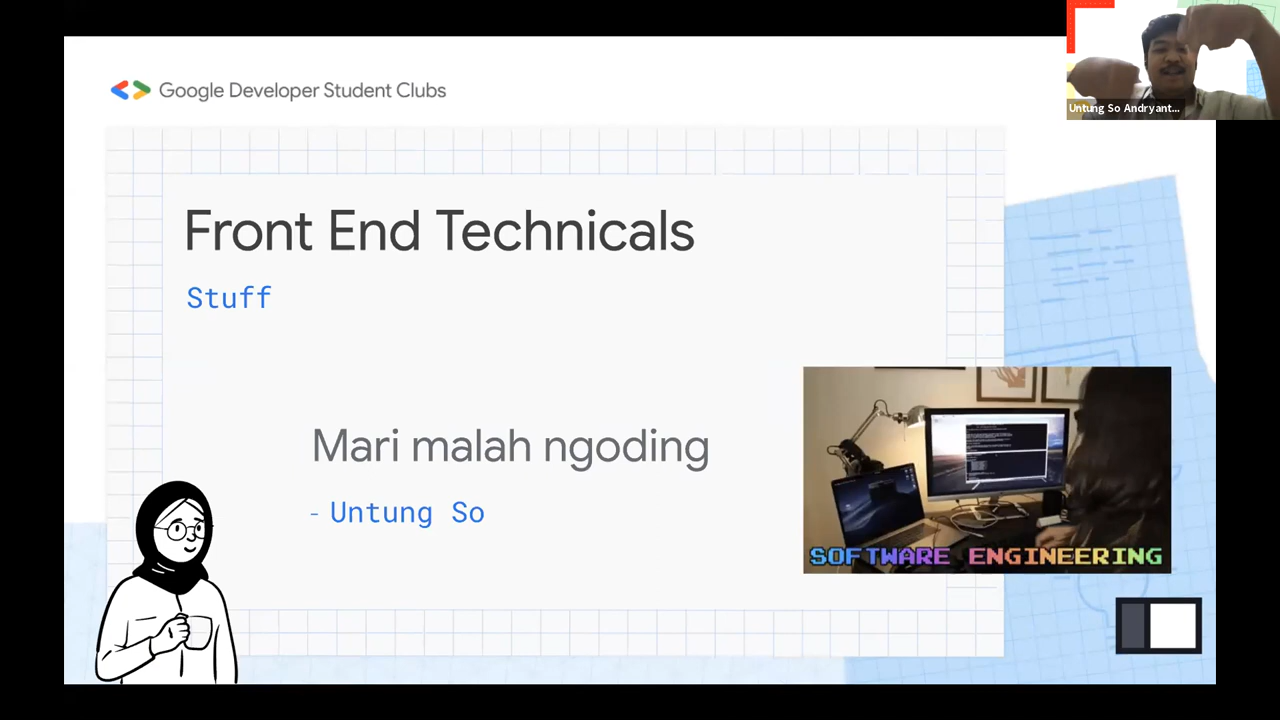 Google Developer Student Clubs
Untung So Andryant...
Front End Technicals
Stuff
Mari malah ngoding
- Untung So
SOFTWARE ENGINEERING